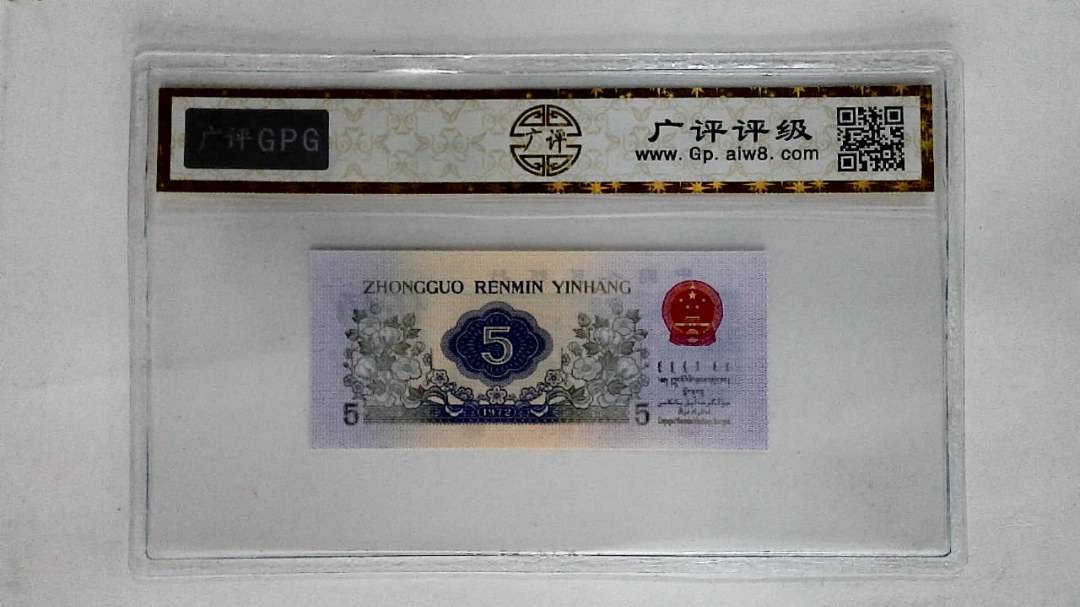 广评GPG
广评
广评评级
www. Gp. aiw8. com
ZHONGGUO RENMIN YINHANG
5
5
1972
5